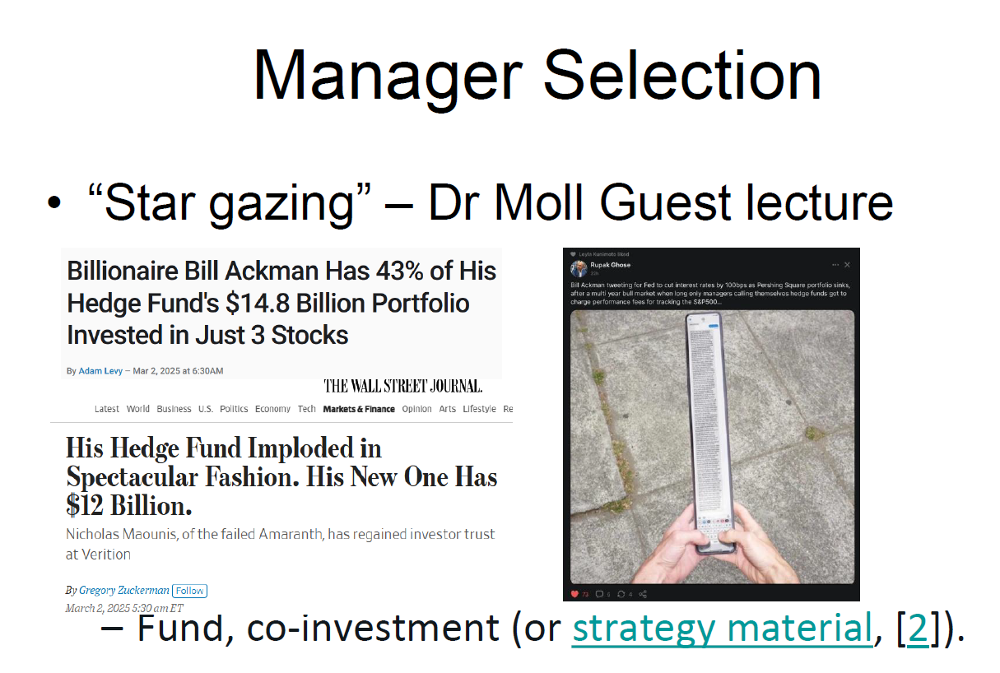 Manager Selection
• “Star gazing” – Dr Moll Guest lecture
Billionaire Bill Ackman Has 43% of His
Hedge Fund's $14.8 Billion Portfolio
Invested in Just 3 Stocks
By Adam Levy – Mar 2, 2025 at 6:30AM
THE WALL STREET JOURNAL.
Latest World Business U.S. Politics Economy Tech Markets & Finance Opinion Arts Lifestyle Re
His Hedge Fund Imploded in
Spectacular Fashion. His New One Has
$12 Billion.
Nicholas Maounis, of the failed Amaranth, has regained investor trust
at Verition
By Gregory Zuckerman Follow
March 2, 2025 5:30 am ET
Leyla Kunimoto liked
Rupak Ghose
Bill Ackman tweeting for Fed to cut interest rates by 100bps as Pershing Square portfolio sinks,
after a multi year bull market when long only managers calling themselves hedge funds got to
charge performance fees for tracking the S&P500...
73 5 4
– Fund, co-investment (or strategy material, [2]).